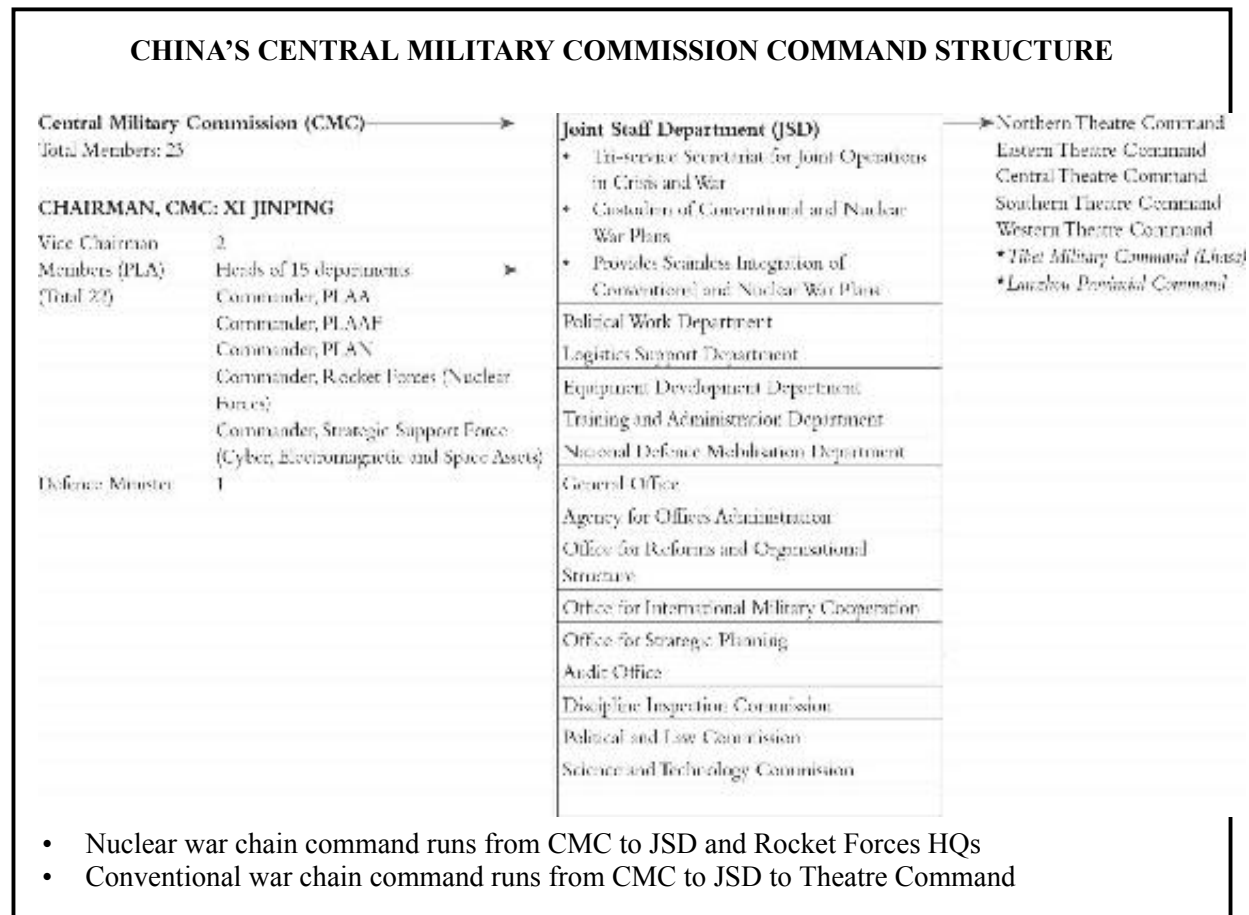 CHINA'S CENTRAL MILITARY COMMISSION COMMAND STRUCTURE
Central Military Commission (CMC)
Total Members: 23
CHAIRMAN, CMC: XI JINPING
Vice Chairman 2
Members (PLA) Heads of 15 departments
(Total 22) Commander, PLAA
Commander, PLAAF
Commander, PLAN
Commander, Rocket Forces (Nuclear
Forces)
Commander, Strategic Support Force
(Cyber, Electromagnetic and Space Assets)
Defence Minister 1
Joint Staff Department (JSD)
• Tri-service Secretariat for Joint Operations
in Crisis and War
• Custodian of Conventional and Nuclear
War Plans
• Provides Seamless Integration of
Conventional and Nuclear War Plans
Political Work Department
Logistics Support Department
Equipment Development Department
Training and Administration Department
National Defence Mobilisation Department
General Office
Agency for Offices Administration
Office for Reforms and Organisational
Structure
Office for International Military Cooperation
Office for Strategic Planning
Audit Office
Discipline Inspection Commission
Political and Law Commission
Science and Technology Commission
Northern Theatre Command
Eastern Theatre Command
Central Theatre Command
Southern Theatre Command
Western Theatre Command
*Tibet Military Command (Lhasa)
*Lanzhou Provincial Command
• Nuclear war chain command runs from CMC to JSD and Rocket Forces HQs
• Conventional war chain command runs from CMC to JSD to Theatre Command